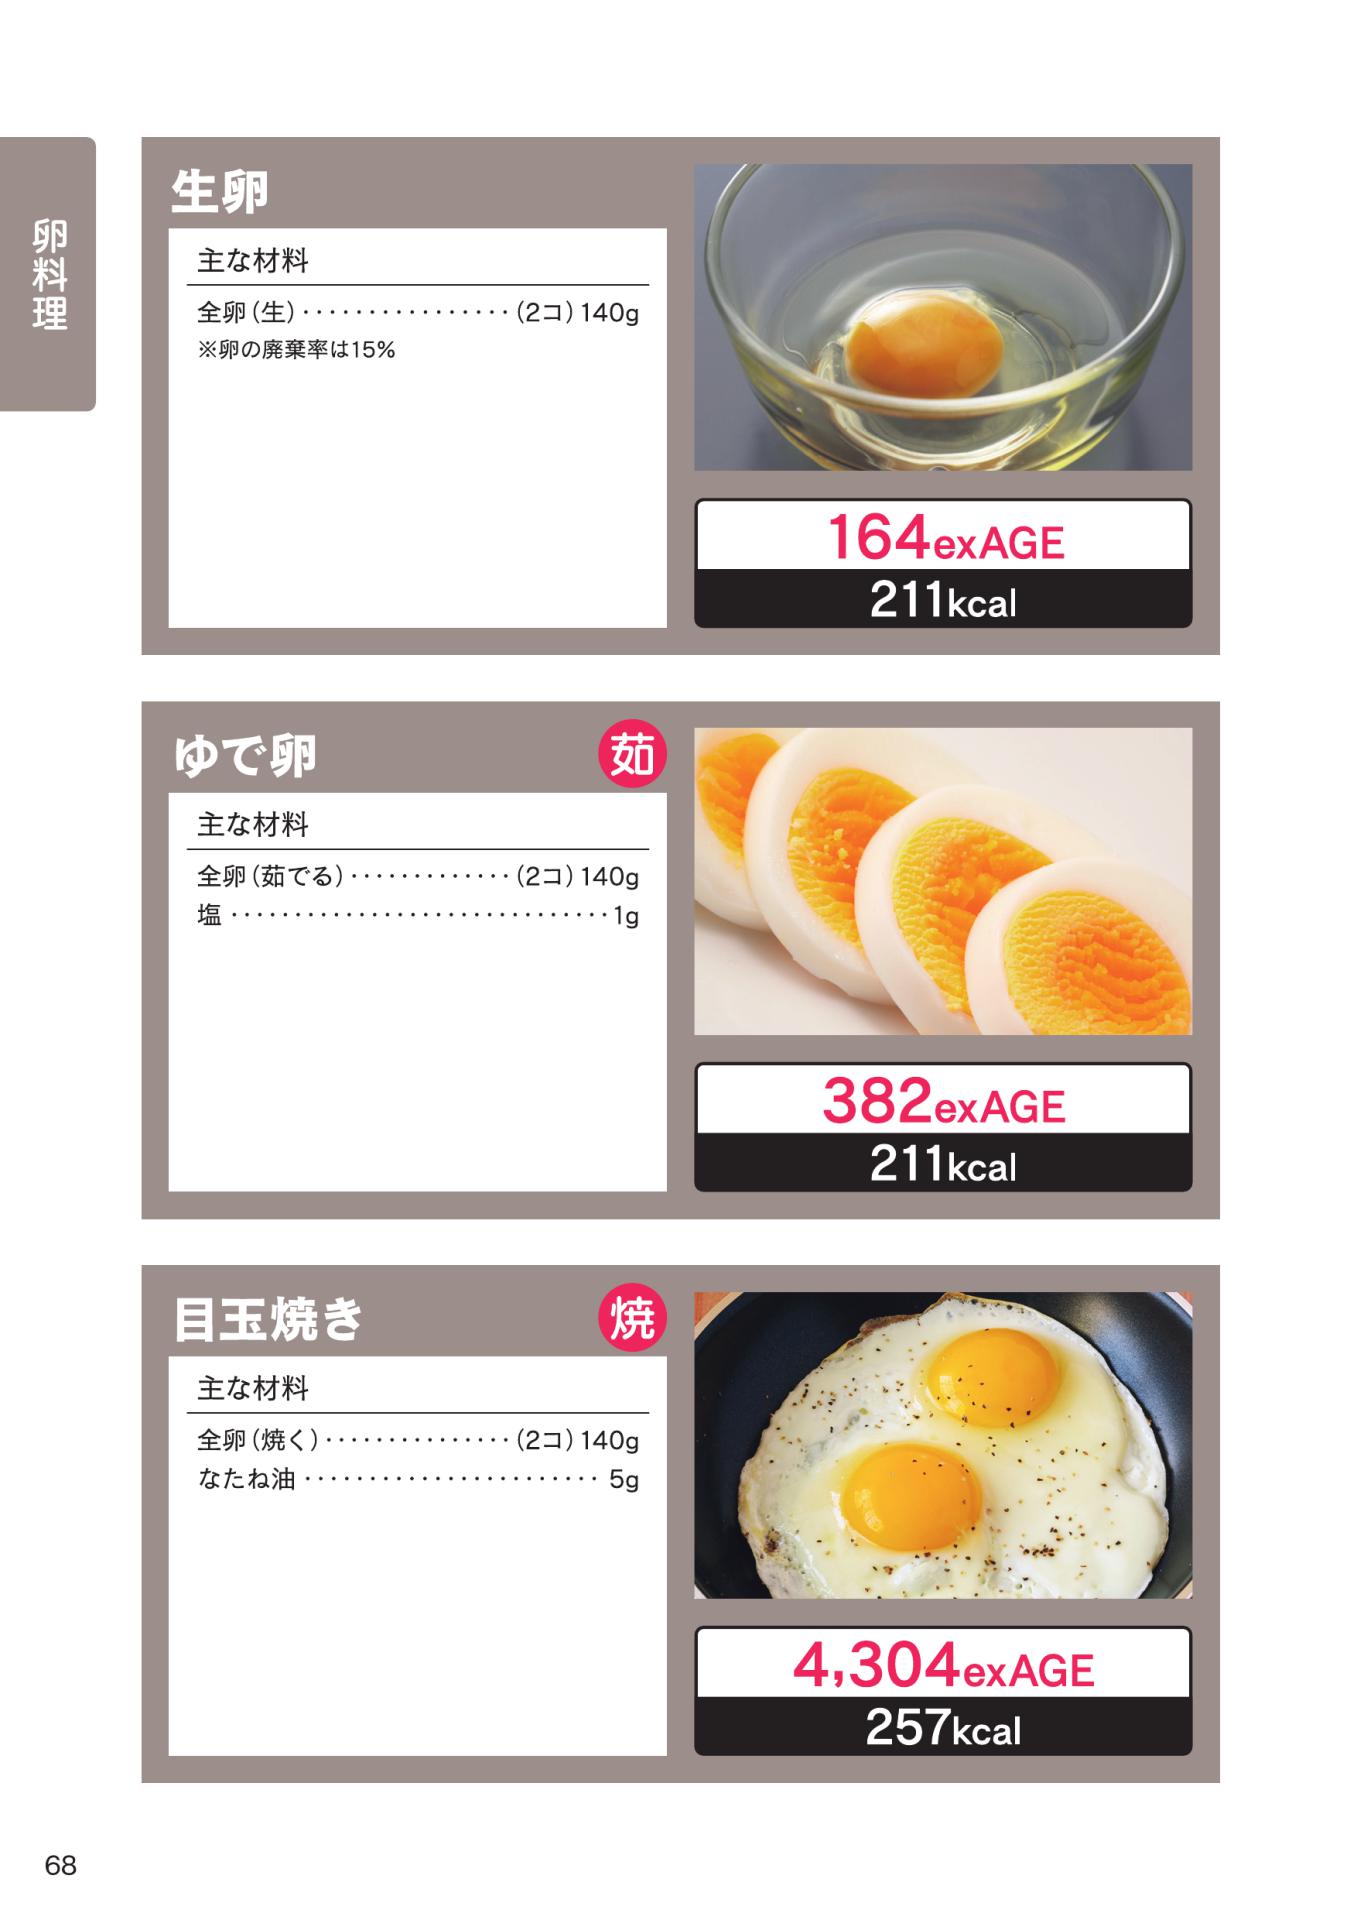 卵料理
生卵
主な材料
全卵（生）················（2コ）140g
※卵の廃棄率は15%
164exAGE
211kcal
ゆで卵
茹
主な材料
全卵（茹でる）·············（2コ）140g
塩······························1g
382exAGE
211kcal
目玉焼き
焼
主な材料
全卵（焼く）···············（2コ）140g
なたね油·······················5g
4,304exAGE
257kcal
68